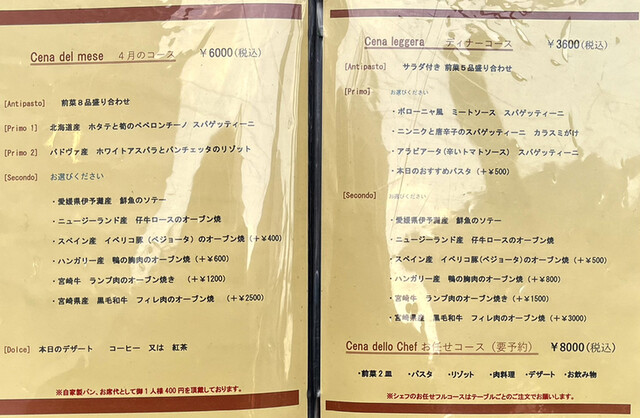 Cena del mese ４月のコース ￥6000(税込)
[Antipasto] 前菜８品盛り合わせ
[Primo 1] 北海道産 ホタテと筍のペペロンチーノ スパゲッティーニ
[Primo 2] パドヴァ産 ホワイトアスパラとパンチェッタのリゾット
[Secondo] お選びください
・愛媛県伊予灘産 鮮魚のソテー
・ニュージーランド産 仔牛ロースのオーブン焼
・スペイン産 イベリコ豚（ベジョータ）のオーブン焼（＋￥400）
・ハンガリー産 鴨の胸肉のオーブン焼（＋￥600）
・宮崎牛 ランプ肉のオーブン焼き （＋￥1200）
・宮崎県産 黒毛和牛 フィレ肉のオーブン焼 （＋￥2500）
[Dolce] 本日のデザート コーヒー 又は 紅茶
※自家製パン、お席代として御１人様400円を頂戴しております。
Cena leggera ディナーコース ￥3600(税込)
[Antipasto] サラダ付き 前菜５品盛り合わせ
[Primo] お選びください
・ボローニャ風 ミートソース スパゲッティーニ
・ニンニクと唐辛子のスパゲッティーニ カラスミがけ
・アラビアータ(辛いトマトソース) スパゲッティーニ
・本日のおすすめパスタ（＋￥500）
[Secondo] お選びください
・愛媛県伊予灘産 鮮魚のソテー
・ニュージーランド産 仔牛ロースのオーブン焼
・スペイン産 イベリコ豚(ベジョータ)のオーブン焼（＋￥500）
・ハンガリー産 鴨の胸肉のオーブン焼（＋￥800）
・宮崎牛 ランプ肉のオーブン焼き（＋￥1500）
・宮崎県産 黒毛和牛 フィレ肉のオーブン焼（＋￥3000）
Cena dello Chef お任せコース（要予約） ￥8000(税込)
・前菜２皿 ・パスタ ・リゾット ・肉料理 ・デザート ・お飲み物
※シェフのお任せフルコースはテーブルごとのご注文でお願いします。